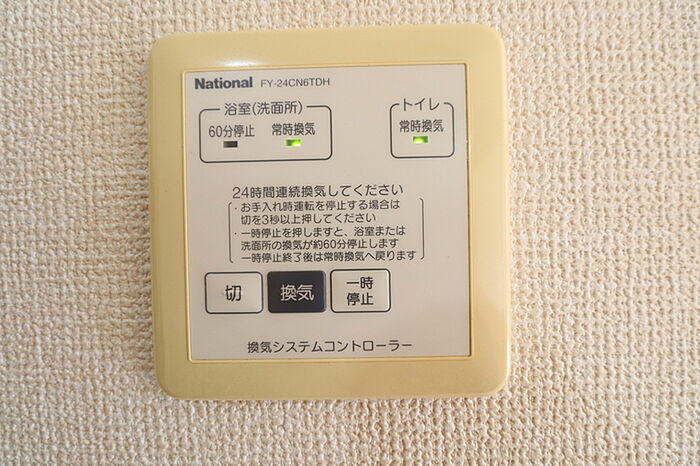 National FY-24CN6TDH
浴室(洗面所)
60分停止 常時換気
トイレ
常時換気
24時間連続換気してください
・お手入れ時運転を停止する場合は
切を3秒以上押してください
・一時停止を押しますと、浴室または
洗面所の換気が約60分停止します
一時停止終了後は常時換気へ戻ります
切
換気
一時
停止
換気システムコントローラー